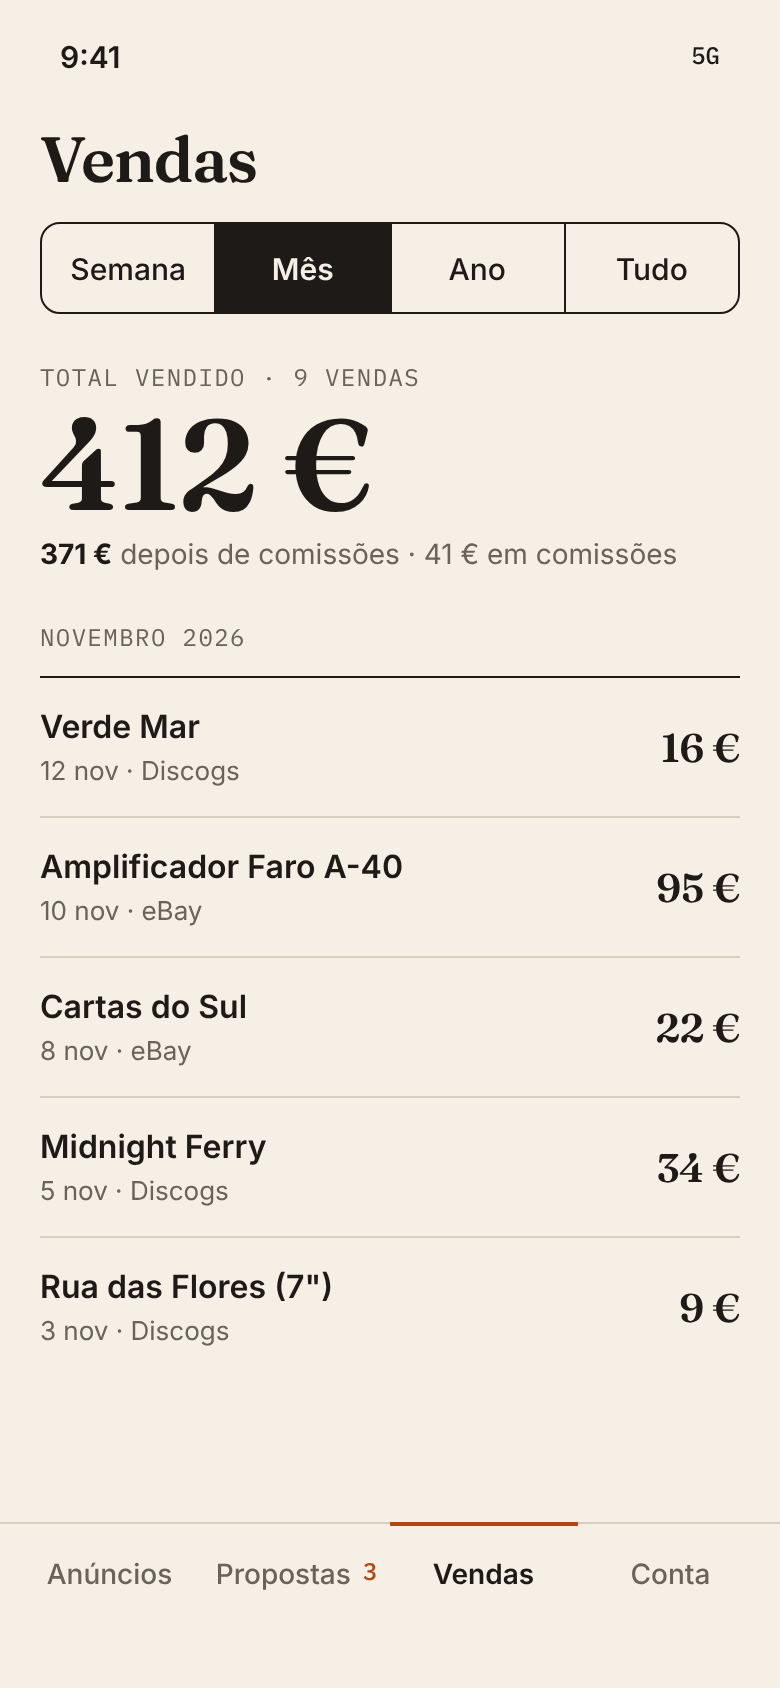 9:41 5G
Vendas
Semana Mês Ano Tudo
TOTAL VENDIDO · 9 VENDAS
412 €
371 € depois de comissões · 41 € em comissões
NOVEMBRO 2026
Verde Mar
12 nov · Discogs
16 €
Amplificador Faro A-40
10 nov · eBay
95 €
Cartas do Sul
8 nov · eBay
22 €
Midnight Ferry
5 nov · Discogs
34 €
Rua das Flores (7")
3 nov · Discogs
9 €
Anúncios Propostas 3 Vendas Conta